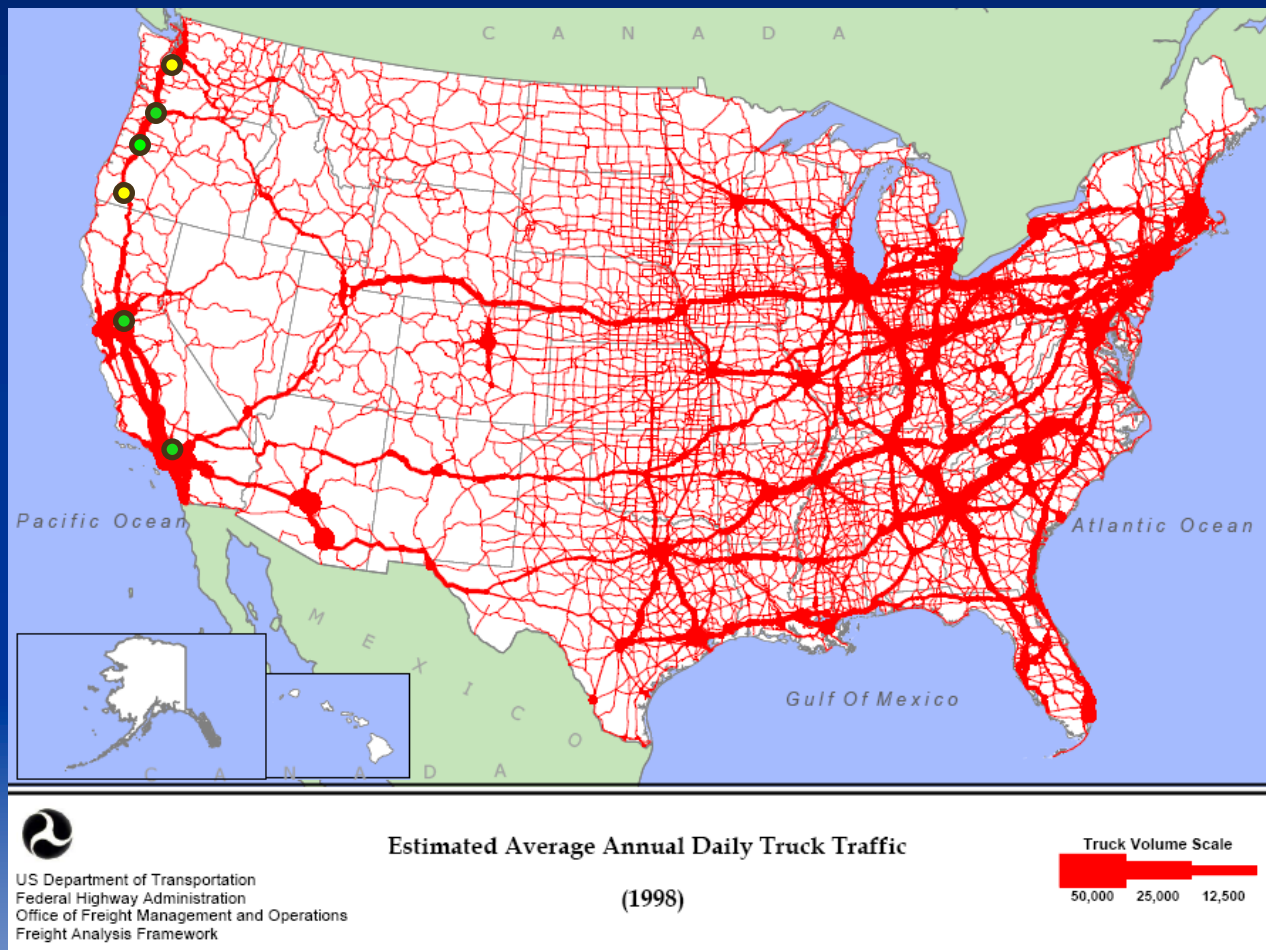 C A N A D A
Pacific Ocean
Atlantic Ocean
M E X I C O
Gulf Of Mexico
C A N A D A
Estimated Average Annual Daily Truck Traffic
(1998)
US Department of Transportation
Federal Highway Administration
Office of Freight Management and Operations
Freight Analysis Framework
Truck Volume Scale
50,000 25,000 12,500